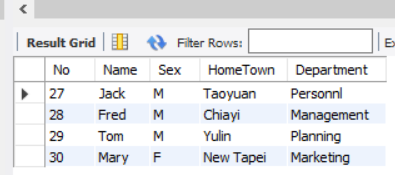 Result Grid Filter Rows: E
No Name Sex HomeTown Department
27 Jack M Taoyuan Personnl
28 Fred M Chiayi Management
29 Tom M Yulin Planning
30 Mary F New Tapei Marketing